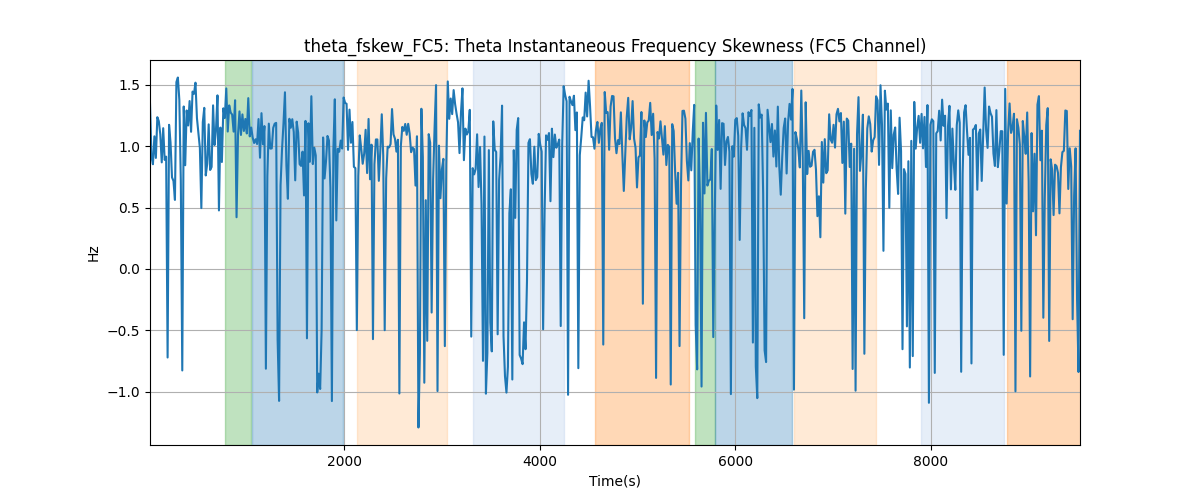 theta_fskew_FC5: Theta Instantaneous Frequency Skewness (FC5 Channel)
1.5
1.0
0.5
0.0
−0.5
−1.0
Hz
2000 4000 6000 8000
Time(s)